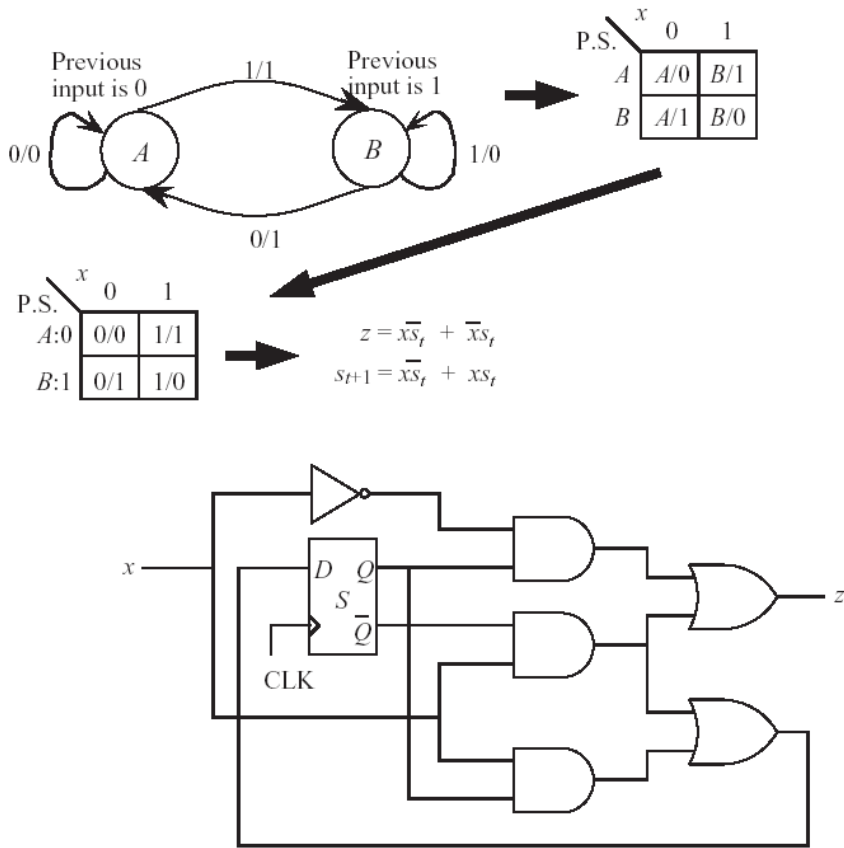 Previous
input is 0
1/1
Previous
input is 1
0/0
A
B
1/0
0/1
x
P.S.
0 1
A A/0 B/1
B A/1 B/0
x
P.S.
0 1
A:0 0/0 1/1
B:1 0/1 1/0
z = xs̅ₜ + x̅sₜ
sₜ₊₁ = xs̅ₜ + xsₜ
x
D Q
S
Q̅
CLK
z